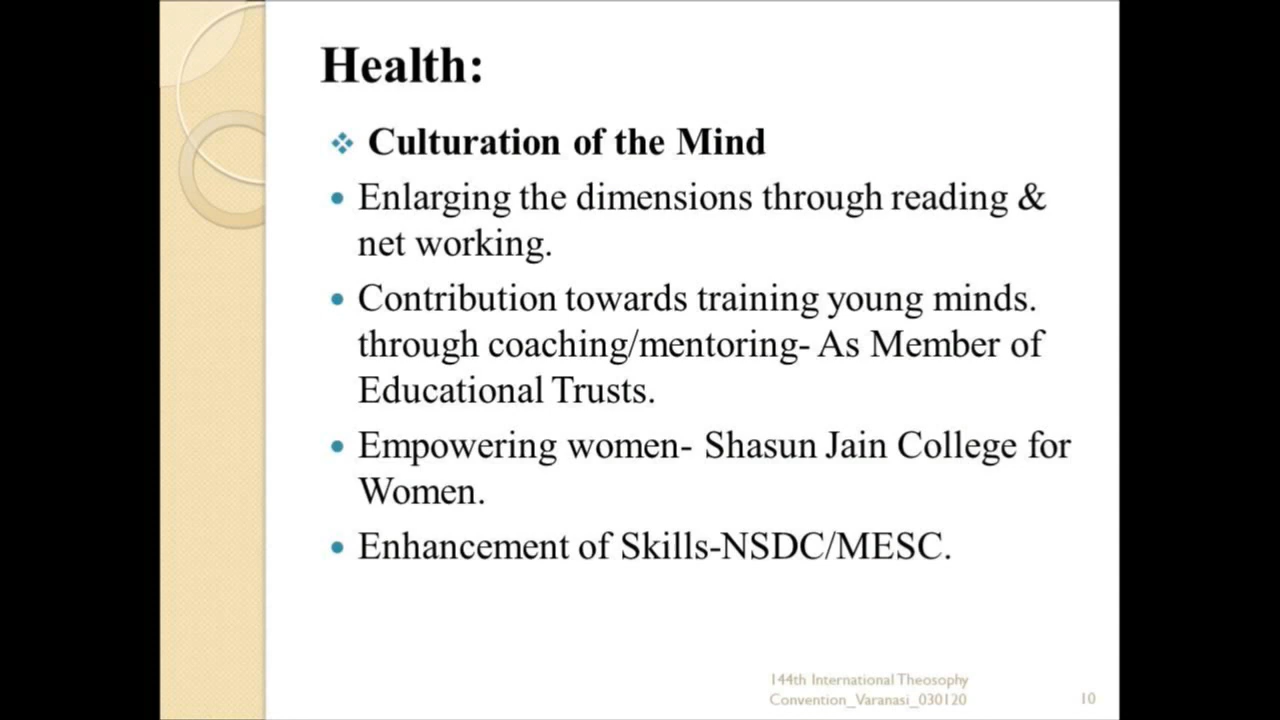 Health:
Culturation of the Mind
Enlarging the dimensions through reading &
net working.
Contribution towards training young minds.
through coaching/mentoring- As Member of
Educational Trusts.
Empowering women- Shasun Jain College for
Women.
Enhancement of Skills-NSDC/MESC.
144th International Theosophy
Convention_Varanasi_030120
10